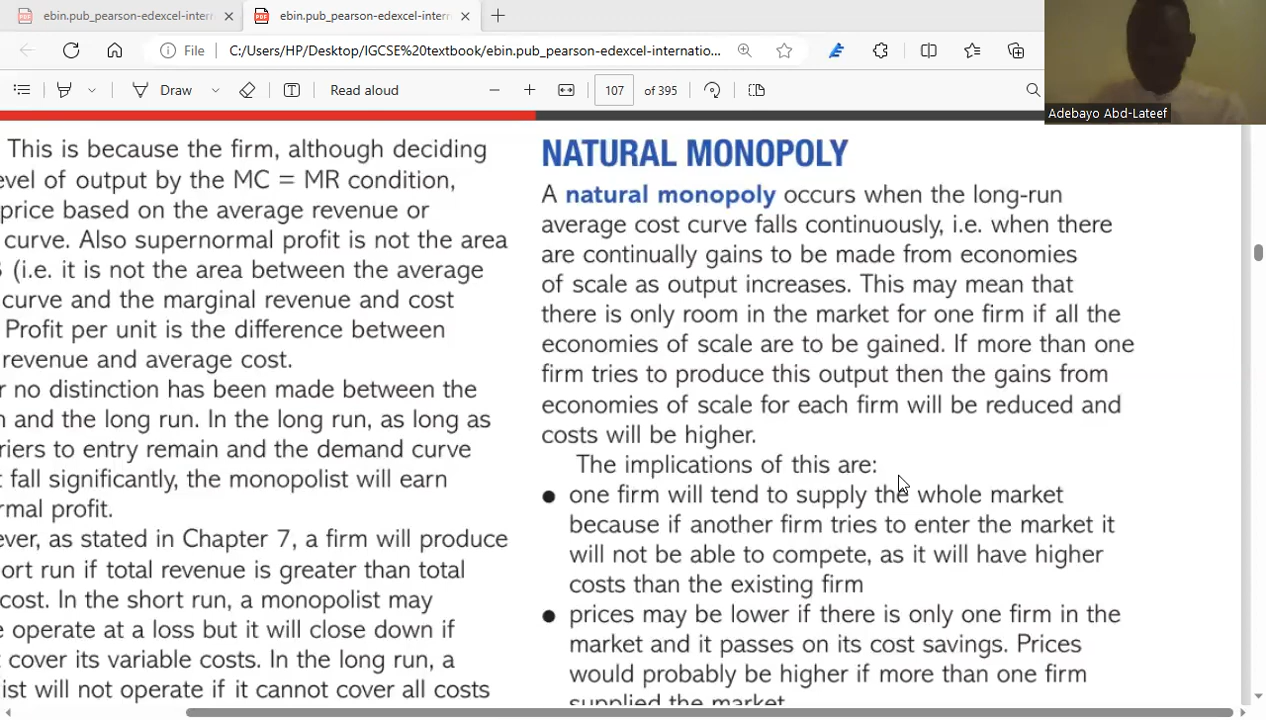 ebin.pub_pearson-edexcel-interr
ebin.pub_pearson-edexcel-intern
File
C:/Users/HP/Desktop/IGCSE%20textbook/ebin.pub_pearson-edexcel-internatio...
Draw
Read aloud
107
of 395
Adebayo Abd-Lateef
This is because the firm, although deciding
evel of output by the MC = MR condition,
price based on the average revenue or
curve. Also supernormal profit is not the area
(i.e. it is not the area between the average
curve and the marginal revenue and cost
Profit per unit is the difference between
revenue and average cost.
r no distinction has been made between the
n and the long run. In the long run, as long as
riers to entry remain and the demand curve
t fall significantly, the monopolist will earn
rmal profit.
ever, as stated in Chapter 7, a firm will produce
ort run if total revenue is greater than total
cost. In the short run, a monopolist may
e operate at a loss but it will close down if
t cover its variable costs. In the long run, a
ist will not operate if it cannot cover all costs
NATURAL MONOPOLY
A natural monopoly occurs when the long-run
average cost curve falls continuously, i.e. when there
are continually gains to be made from economies
of scale as output increases. This may mean that
there is only room in the market for one firm if all the
economies of scale are to be gained. If more than one
firm tries to produce this output then the gains from
economies of scale for each firm will be reduced and
costs will be higher.
The implications of this are:
● one firm will tend to supply the whole market
because if another firm tries to enter the market it
will not be able to compete, as it will have higher
costs than the existing firm
● prices may be lower if there is only one firm in the
market and it passes on its cost savings. Prices
would probably be higher if more than one firm
supplied the market